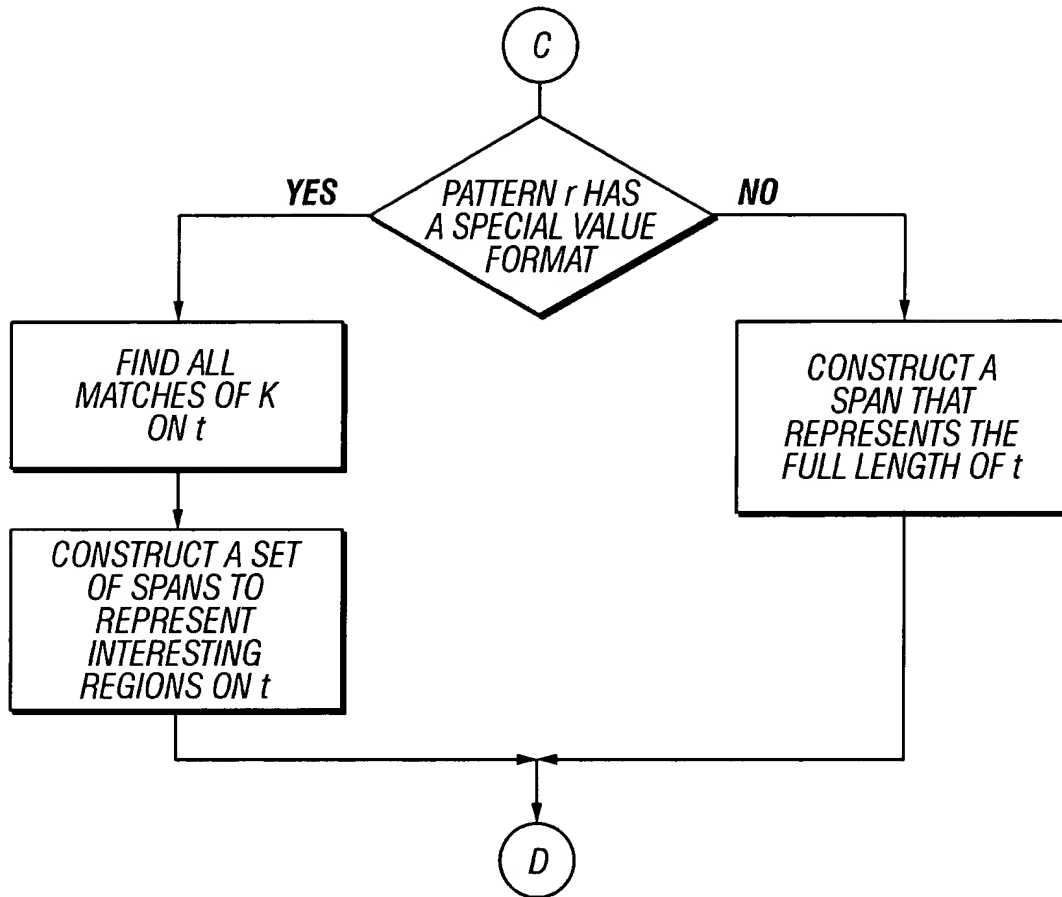 C
YES
PATTERN r HAS
A SPECIAL VALUE
FORMAT
NO
FIND ALL
MATCHES OF K
ON t
CONSTRUCT A SET
OF SPANS TO
REPRESENT
INTERESTING
REGIONS ON t
CONSTRUCT A
SPAN THAT
REPRESENTS THE
FULL LENGTH OF t
D